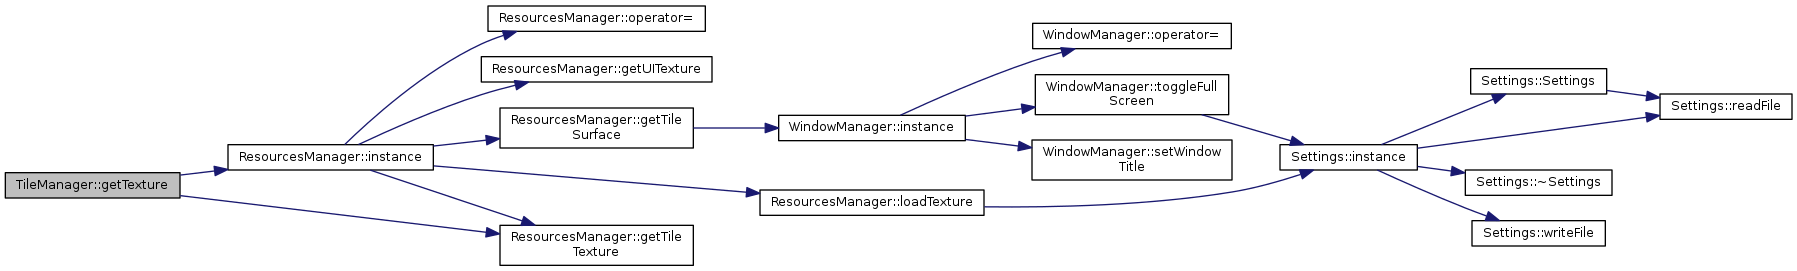 TileManager::getTexture
ResourcesManager::instance
ResourcesManager::operator=
ResourcesManager::getUITexture
ResourcesManager::getTile
Surface
ResourcesManager::loadTexture
ResourcesManager::getTile
Texture
WindowManager::instance
WindowManager::operator=
WindowManager::toggleFull
Screen
WindowManager::setWindow
Title
Settings::instance
Settings::Settings
Settings::~Settings
Settings::writeFile
Settings::readFile